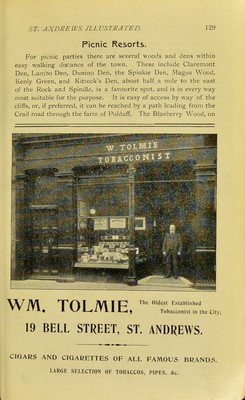 ST. ANDREWS ILLUSTRATED. 129
Picnic Resorts.
For picnic parties there are several woods and dens within
easy walking distance of the town. These include Claremont
Den, Lumbo Den, Dunino Den, the Spinkie Den, Magus Wood,
Kenly Green, and Kittock's Den, about half a mile to the east
of the Rock and Spindle, is a favourite spot, and is in every way
most suitable for the purpose. It is easy of access by way of the
cliffs, or, if preferred, it can be reached by a path leading from the
Crail road through the farm of Polduff. The Blaeberry Wood, on
W. TOLMIE
TOBACCONIST
WM. TOLMIE, The Oldest Established
Tobacconist in the City,
19 BELL STREET, ST. ANDREWS.
CIGARS AND CIGARETTES OF ALL FAMOUS BRANDS.
LARGE SELECTION OF TOBACCOS, PIPES, &c.